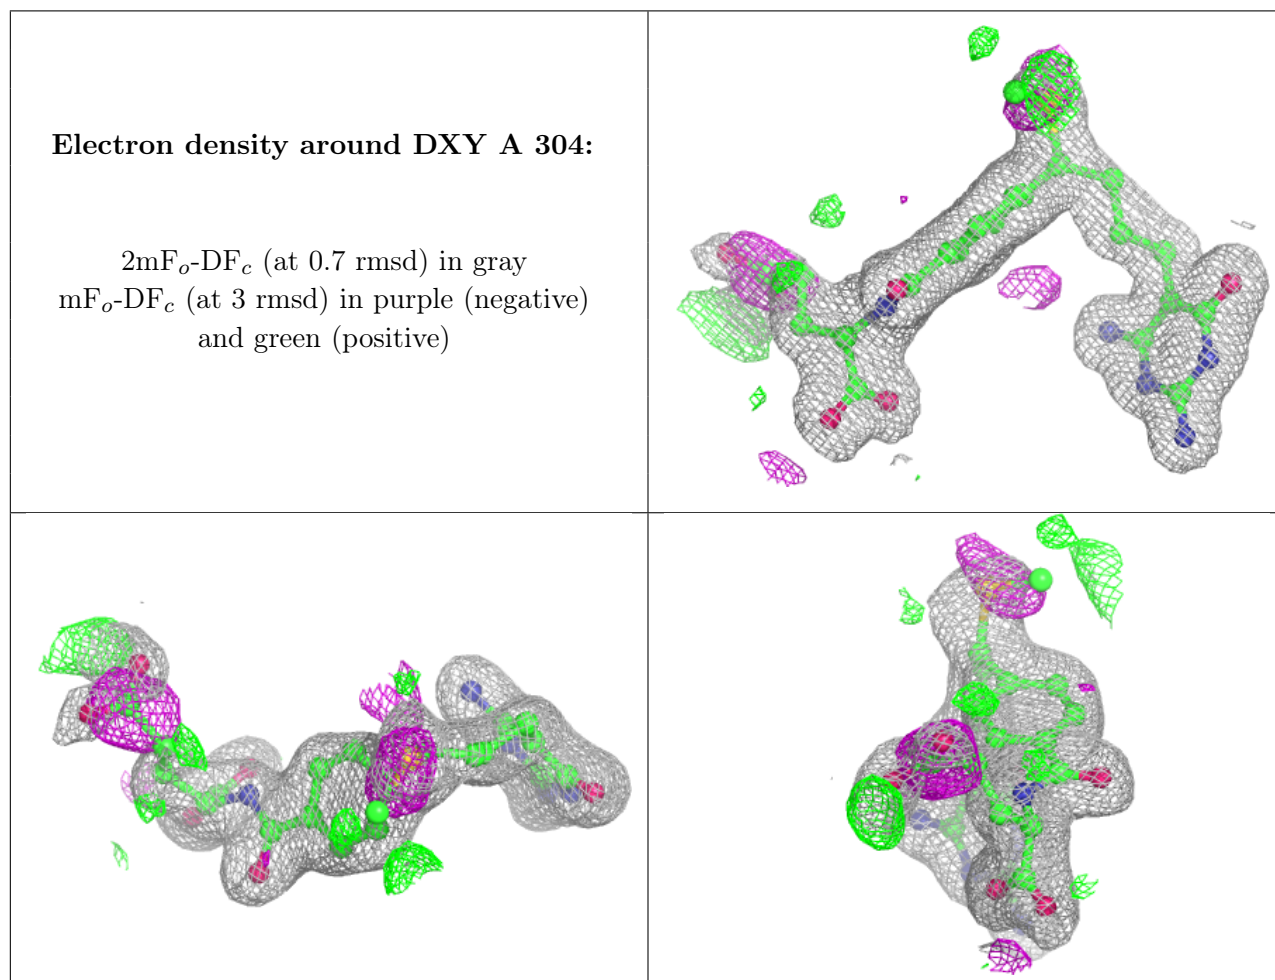 Electron density around DXY A 304:
2mFo-DFc (at 0.7 rmsd) in gray
mFo-DFc (at 3 rmsd) in purple (negative)
and green (positive)